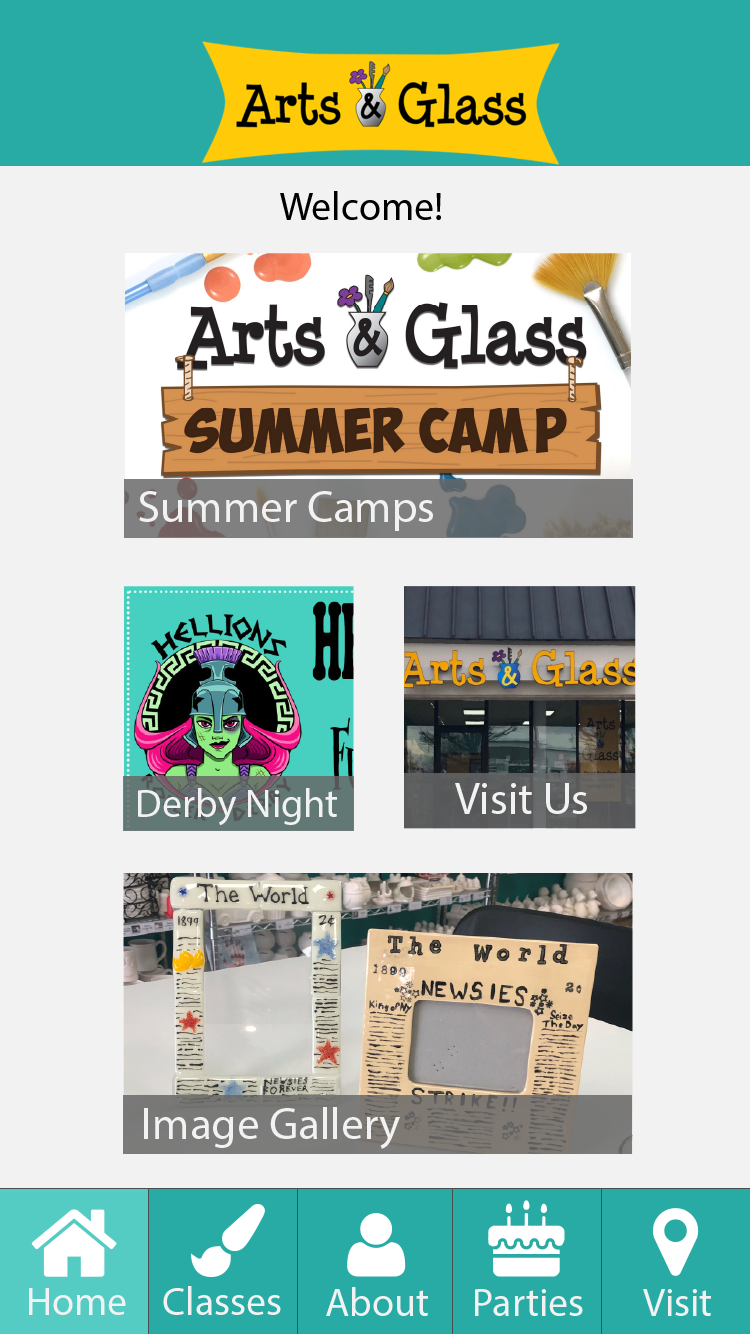 Arts & Glass
Welcome!
Arts & Glass
SUMMER CAMP
Summer Camps
HELLIONS
Derby Night
Arts & Glass
Arts
&
Glass
Visit Us
The World
1899 2¢
NEWSIES
FOREVER
The World
1899 2¢
NEWSIES
King of NY
Seize
The Day
STRIKE!!
Image Gallery
Home
Classes
About
Parties
Visit